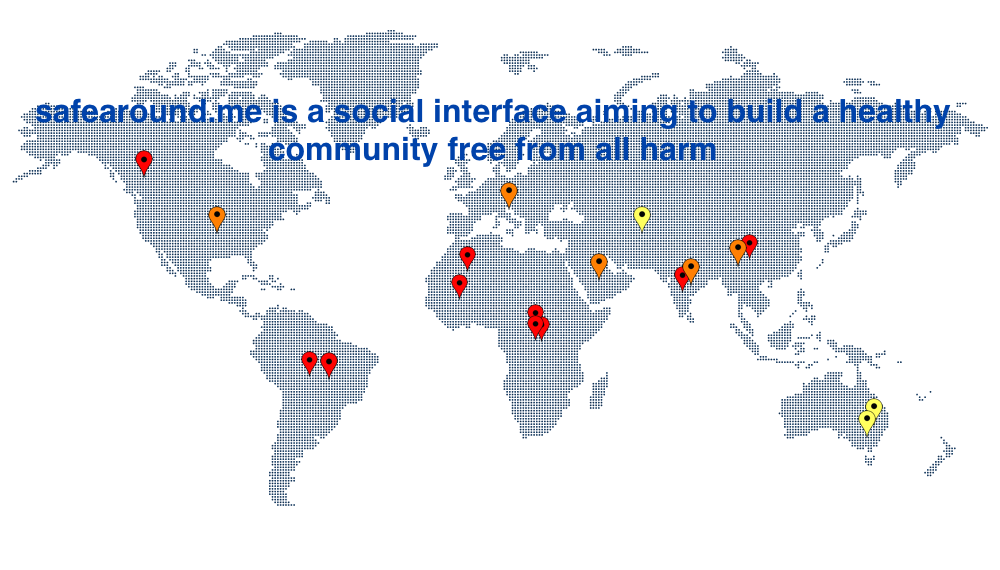 safearound.me is a social interface aiming to build a healthy
community free from all harm